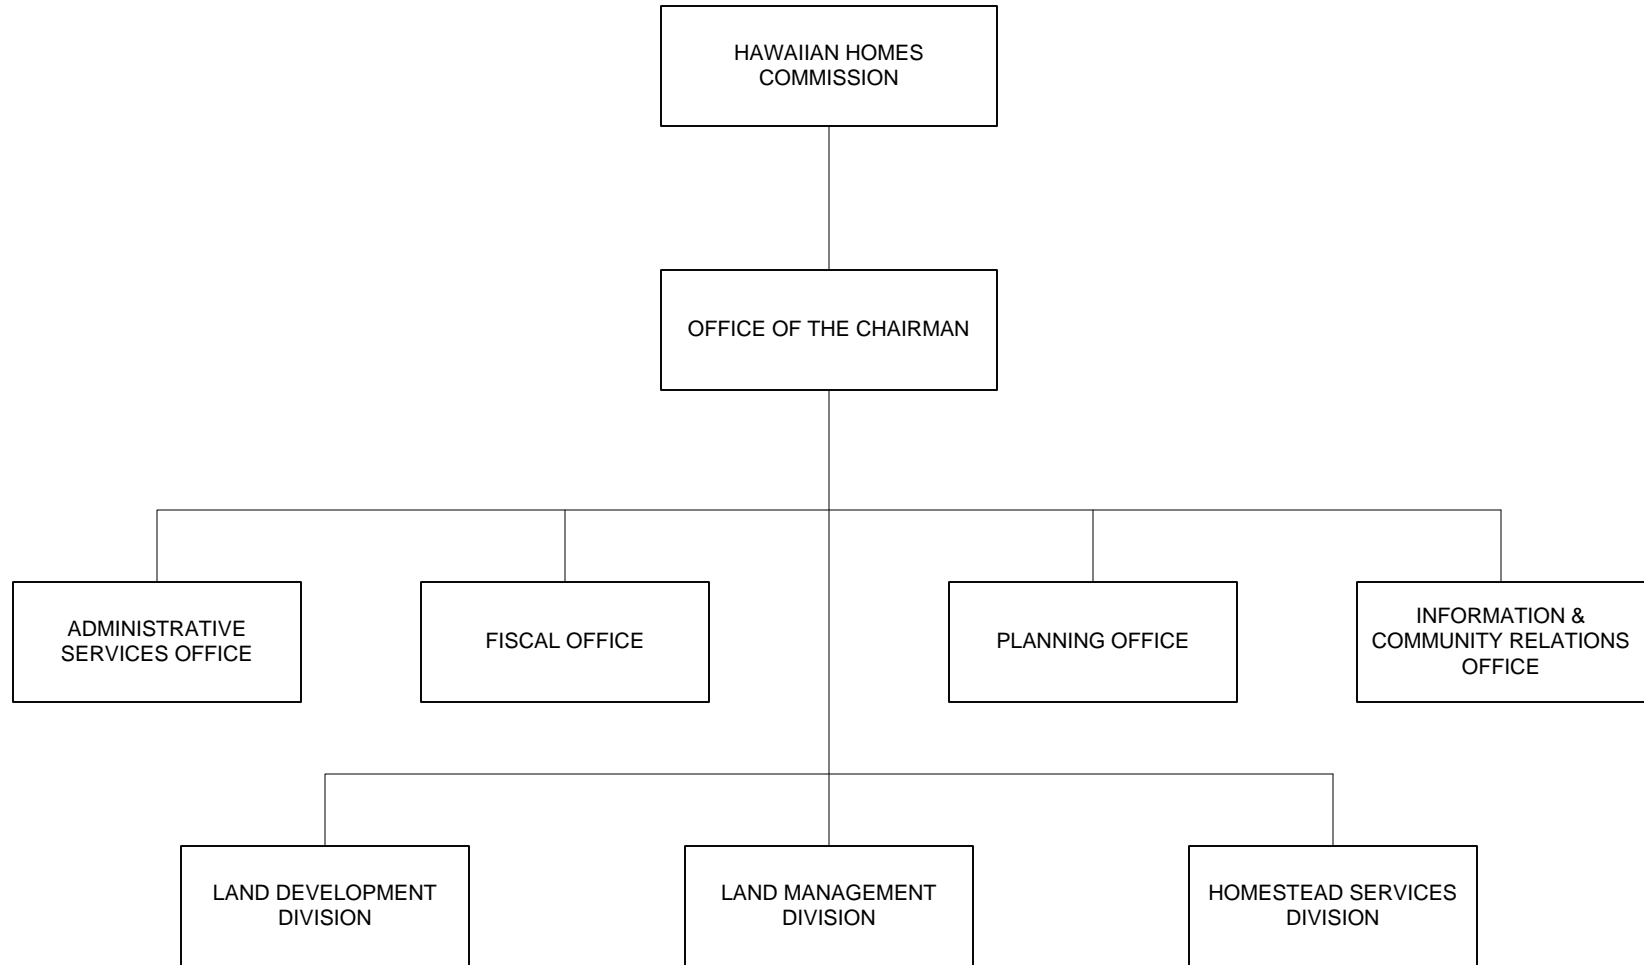 HAWAIIAN HOMES
COMMISSION
OFFICE OF THE CHAIRMAN
ADMINISTRATIVE
SERVICES OFFICE
FISCAL OFFICE
PLANNING OFFICE
INFORMATION &
COMMUNITY RELATIONS
OFFICE
LAND DEVELOPMENT
DIVISION
LAND MANAGEMENT
DIVISION
HOMESTEAD SERVICES
DIVISION